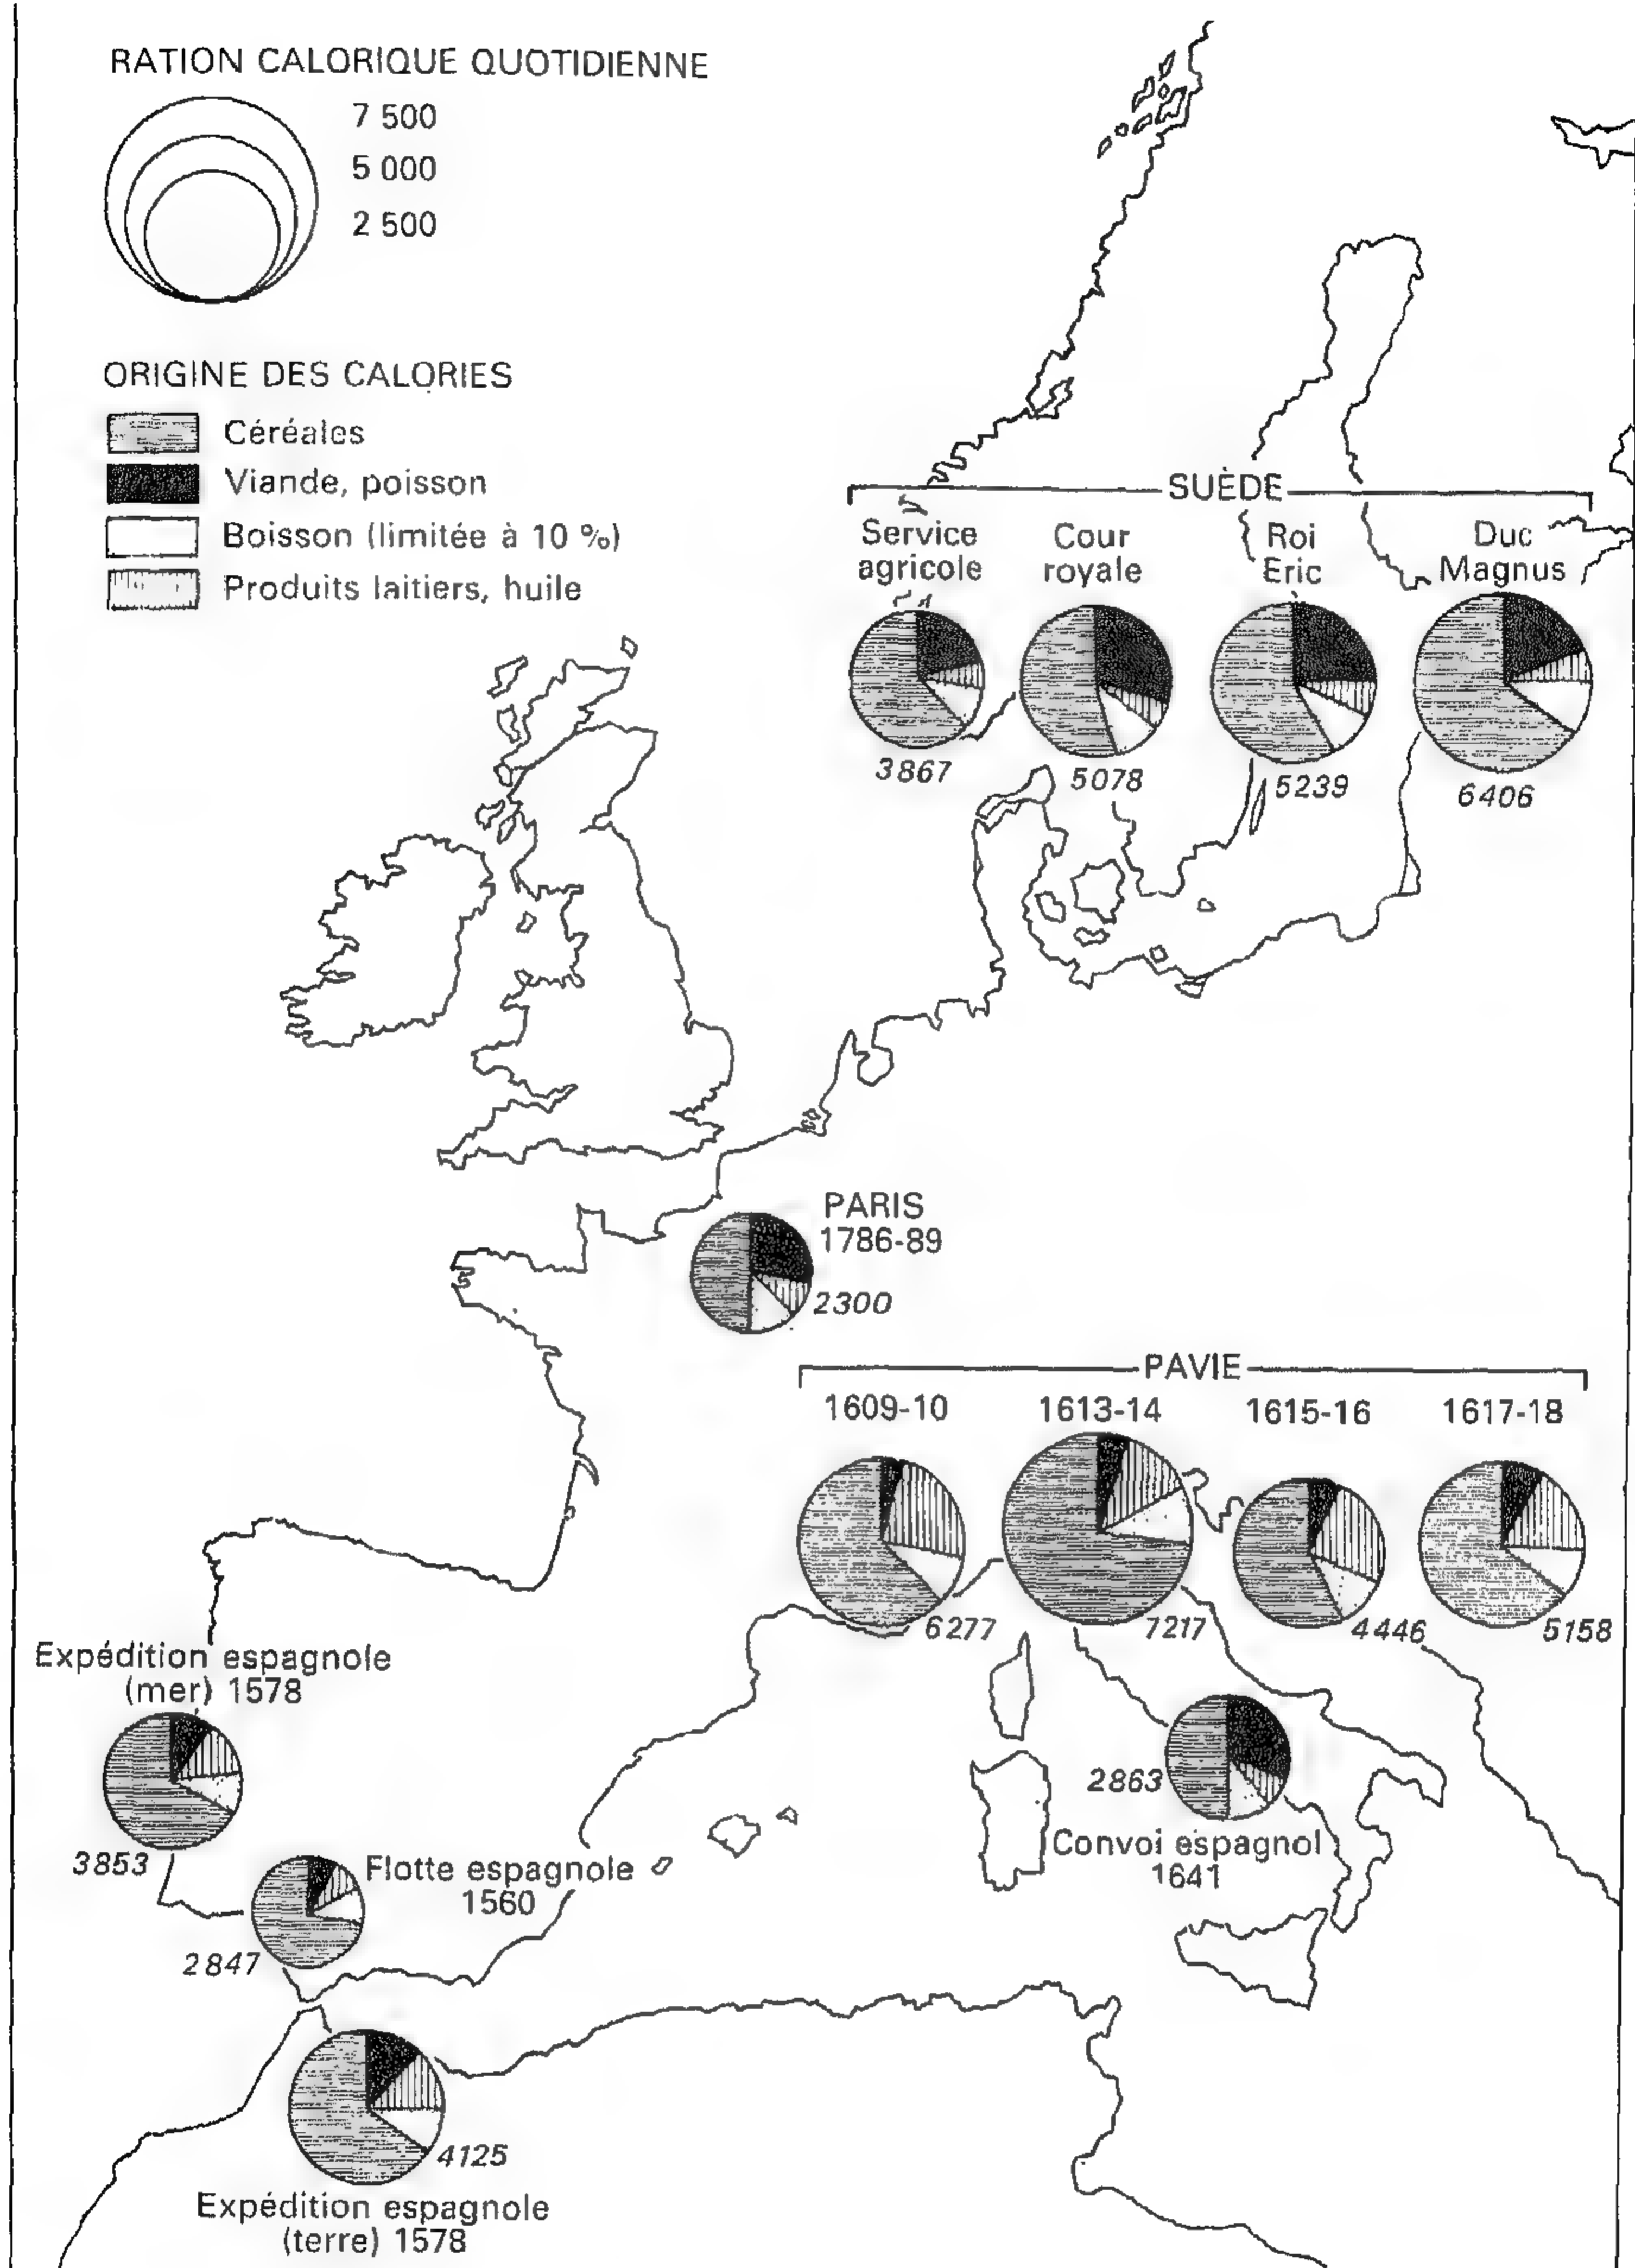 RATION CALORIQUE QUOTIDIENNE
7 500
5 000
2 500
ORIGINE DES CALORIES
Céréales
Viande, poisson
Boisson (limitée à 10 %)
Produits laitiers, huile
SUÈDE
Service
agricole
3867
Cour
royale
5078
Roi
Eric
5239
Duc
Magnus
6406
PARIS
1786-89
2300
PAVIE
1609-10
6277
1613-14
7217
1615-16
4446
1617-18
5158
Expédition espagnole
(mer) 1578
3853
Flotte espagnole
1560
2847
2863
Convoi espagnol
1641
4125
Expédition espagnole
(terre) 1578